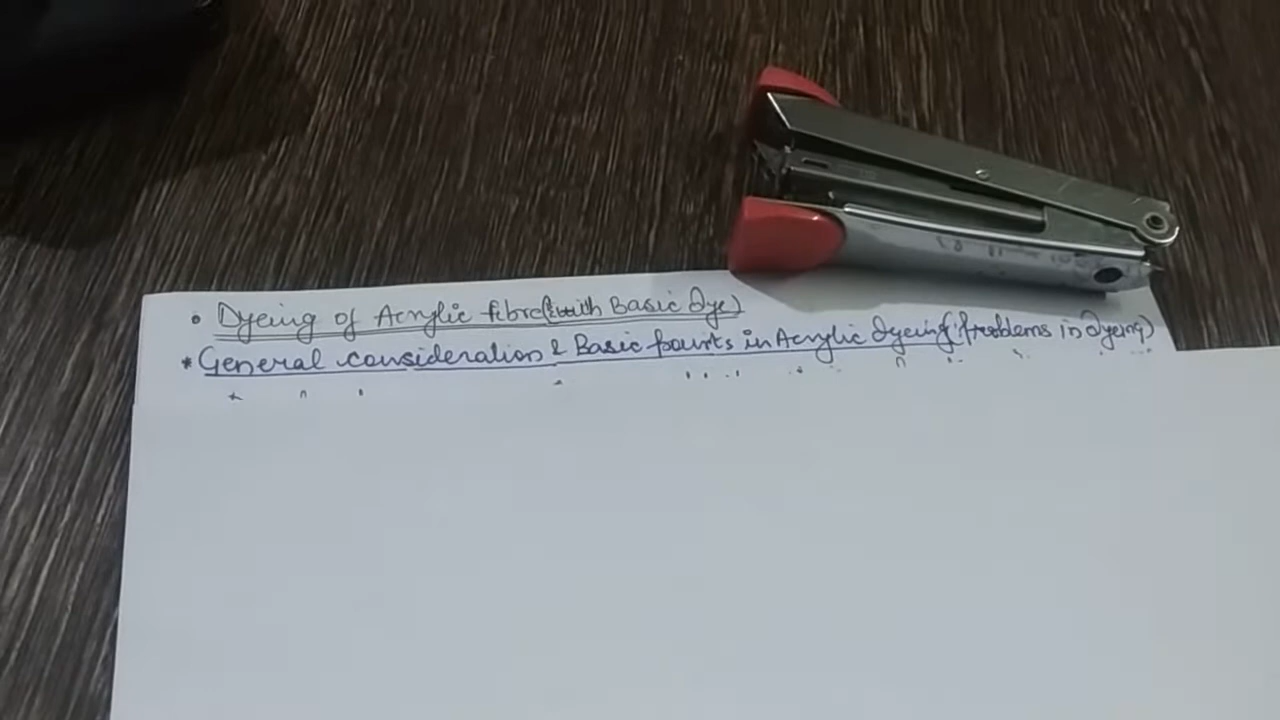 • Dyeing of Acrylic fibre (with Basic Dye)
* General consideration & Basic points in Acrylic dyeing (Problems in Dyeing)